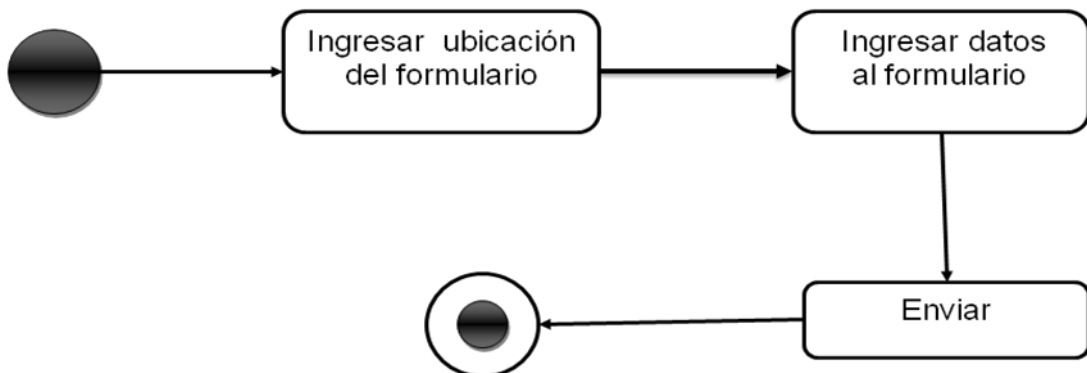 Ingresar ubicación
del formulario
Ingresar datos
al formulario
Enviar